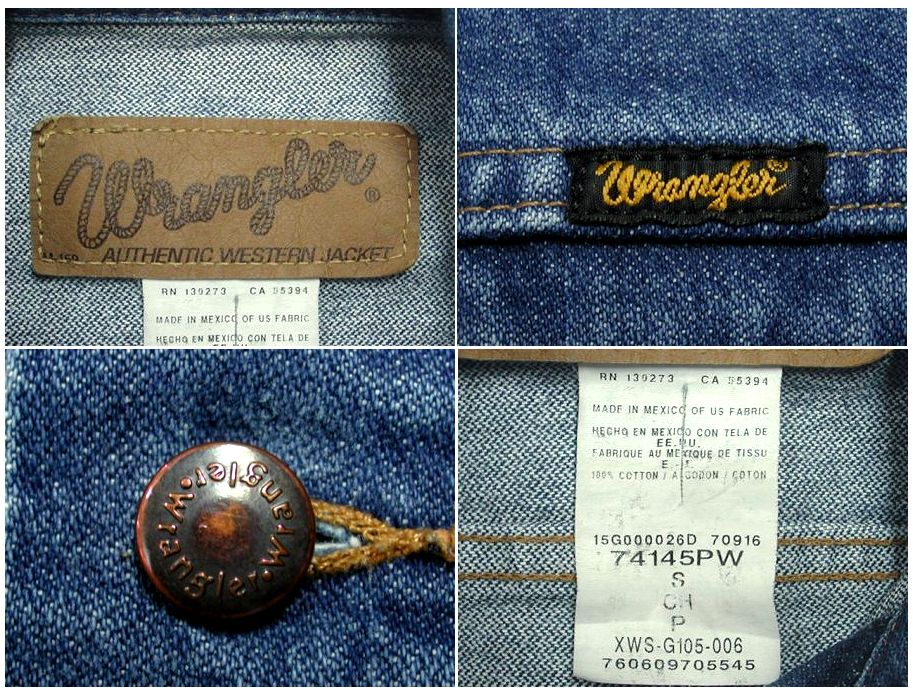 Wrangler
®
AUTHENTIC WESTERN JACKET
RN 139273 CA 55394
MADE IN MEXICO OF US FABRIC
HECHO EN MEXICO CON TELA DE
EE.UU.
Wrangler®
wrangler•wrangler•
RN 139273 CA 55394
MADE IN MEXICO OF US FABRIC
HECHO EN MEXICO CON TELA DE
EE.UU.
FABRIQUE AU MEXIQUE DE TISSU
100% COTTON / ALGODON / COTON
15G000026D 70916
74145PW
S
CH
P
XWS-G105-006
760609705545